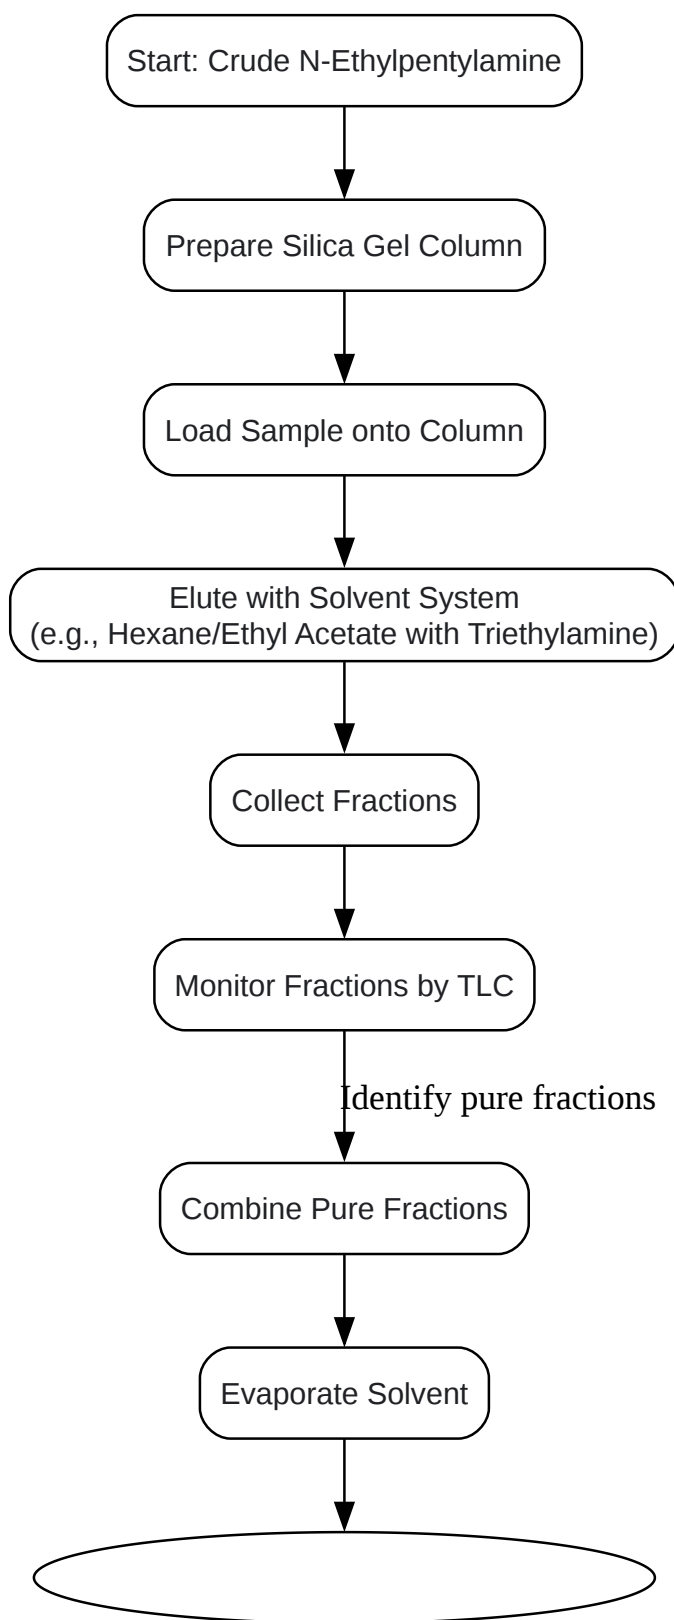 Start: Crude N-Ethylpentylamine
Prepare Silica Gel Column
Load Sample onto Column
Elute with Solvent System
(e.g., Hexane/Ethyl Acetate with Triethylamine)
Collect Fractions
Monitor Fractions by TLC
Identify pure fractions
Combine Pure Fractions
Evaporate Solvent